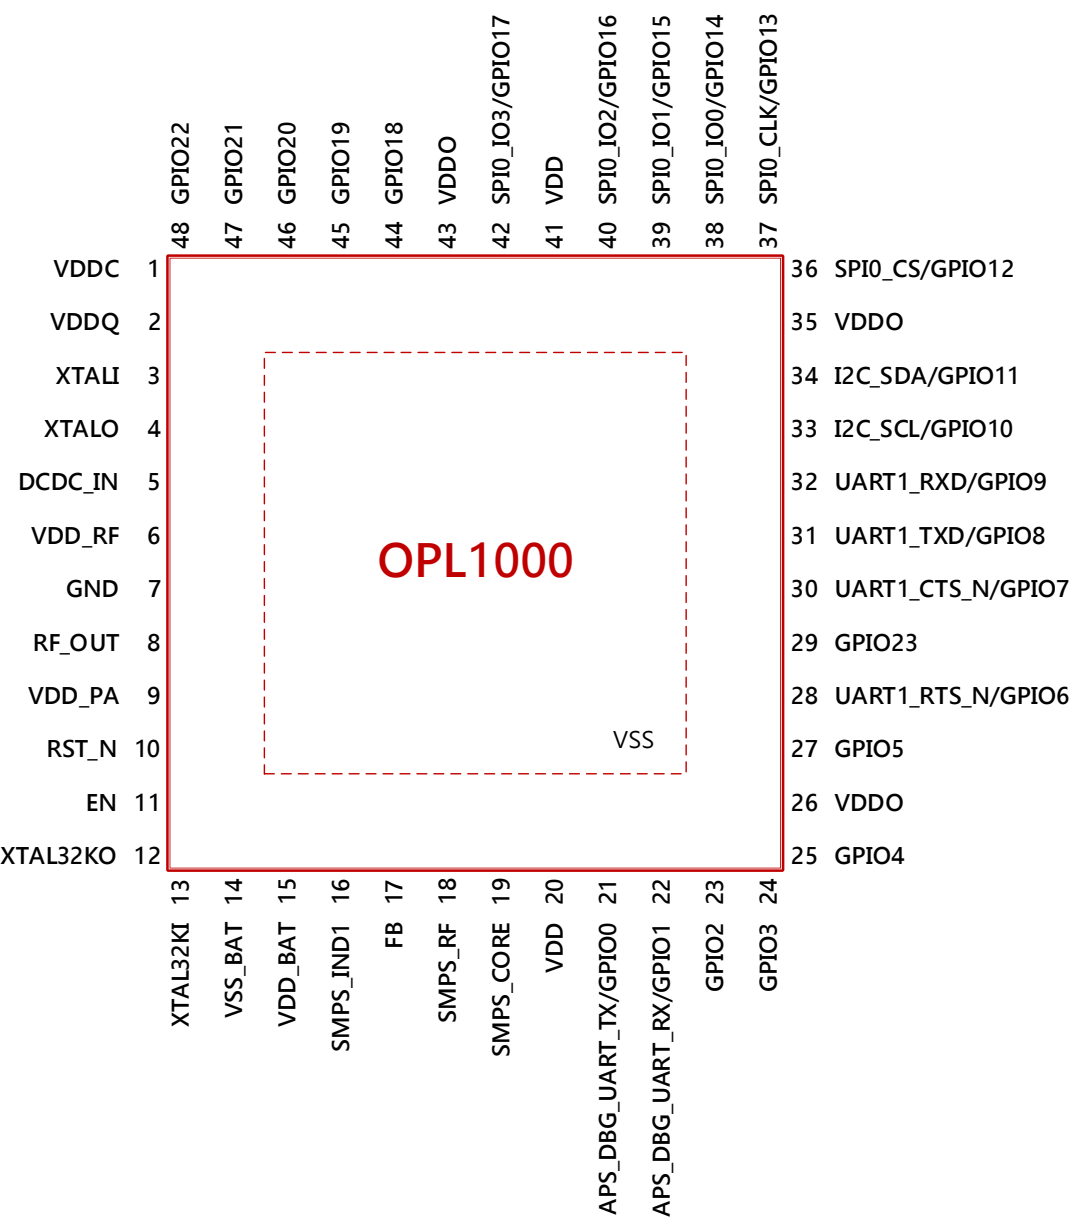 48 GPIO22
47 GPIO21
46 GPIO20
45 GPIO19
44 GPIO18
43 VDDO
42 SPI0_IO3/GPIO17
41 VDD
40 SPI0_IO2/GPIO16
39 SPI0_IO1/GPIO15
38 SPI0_IO0/GPIO14
37 SPI0_CLK/GPIO13
VDDC 1
VDDQ 2
XTALI 3
XTALO 4
DCDC_IN 5
VDD_RF 6
GND 7
RF_OUT 8
VDD_PA 9
RST_N 10
EN 11
XTAL32KO 12
OPL1000
VSS
36 SPI0_CS/GPIO12
35 VDDO
34 I2C_SDA/GPIO11
33 I2C_SCL/GPIO10
32 UART1_RXD/GPIO9
31 UART1_TXD/GPIO8
30 UART1_CTS_N/GPIO7
29 GPIO23
28 UART1_RTS_N/GPIO6
27 GPIO5
26 VDDO
25 GPIO4
XTAL32KI 13
VSS_BAT 14
VDD_BAT 15
SMPS_IND1 16
FB 17
SMPS_RF 18
SMPS_CORE 19
VDD 20
APS_DBG_UART_TX/GPIO0 21
APS_DBG_UART_RX/GPIO1 22
GPIO2 23
GPIO3 24